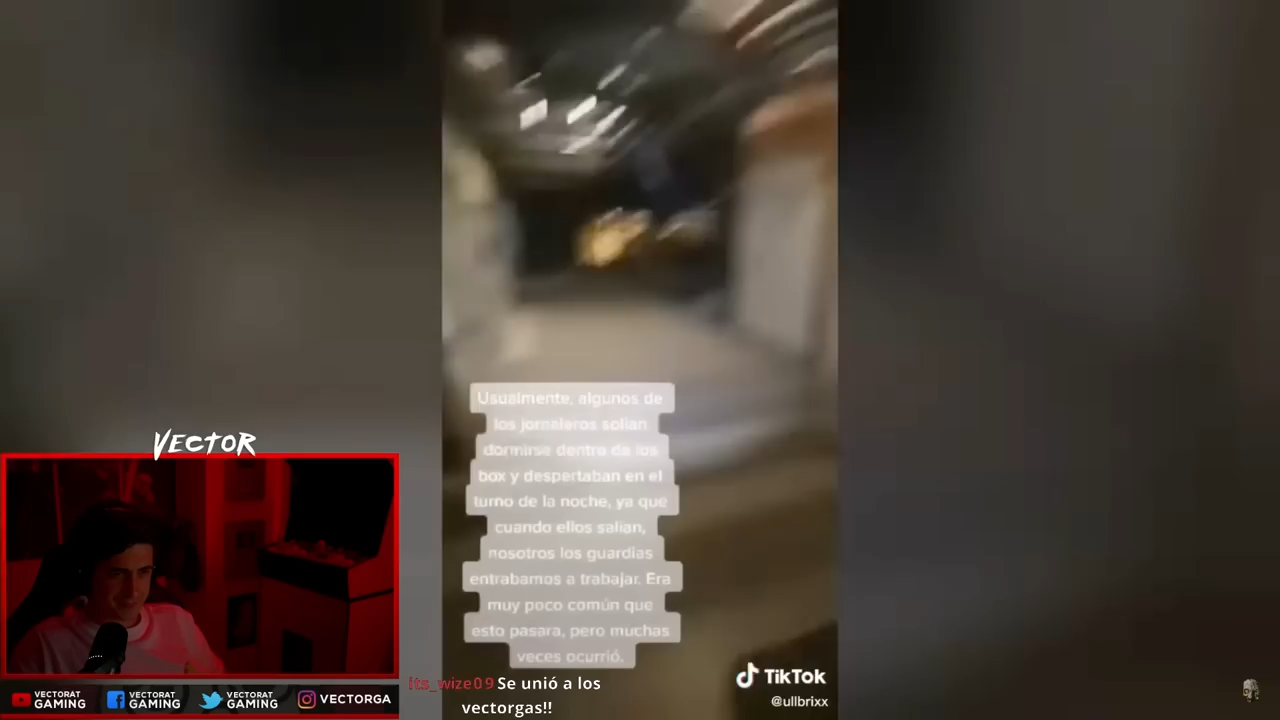 Usualmente, algunos de
los jornaleros solían
dormirse dentro de los
box y despertaban en el
turno de la noche, ya que
cuando ellos salían,
nosotros los guardias
entrabamos a trabajar. Era
muy poco común que
esto pasara, pero muchas
veces ocurrió.
VECTOR
TikTok
@ullbrixx
its_wize09 Se unió a los
vectorgas!!
VECTORAT
GAMING
VECTORAT
GAMING
VECTORAT
GAMING
VECTORGA